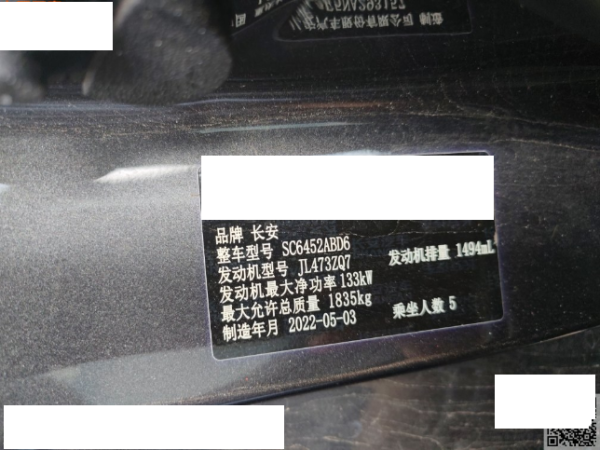 品牌 长安
整车型号 SC6452ABD6
发动机型号 JL473ZQ7 发动机排量 1494mL
发动机最大净功率 133kW
最大允许总质量 1835kg
制造年月 2022-05-03 乘坐人数 5